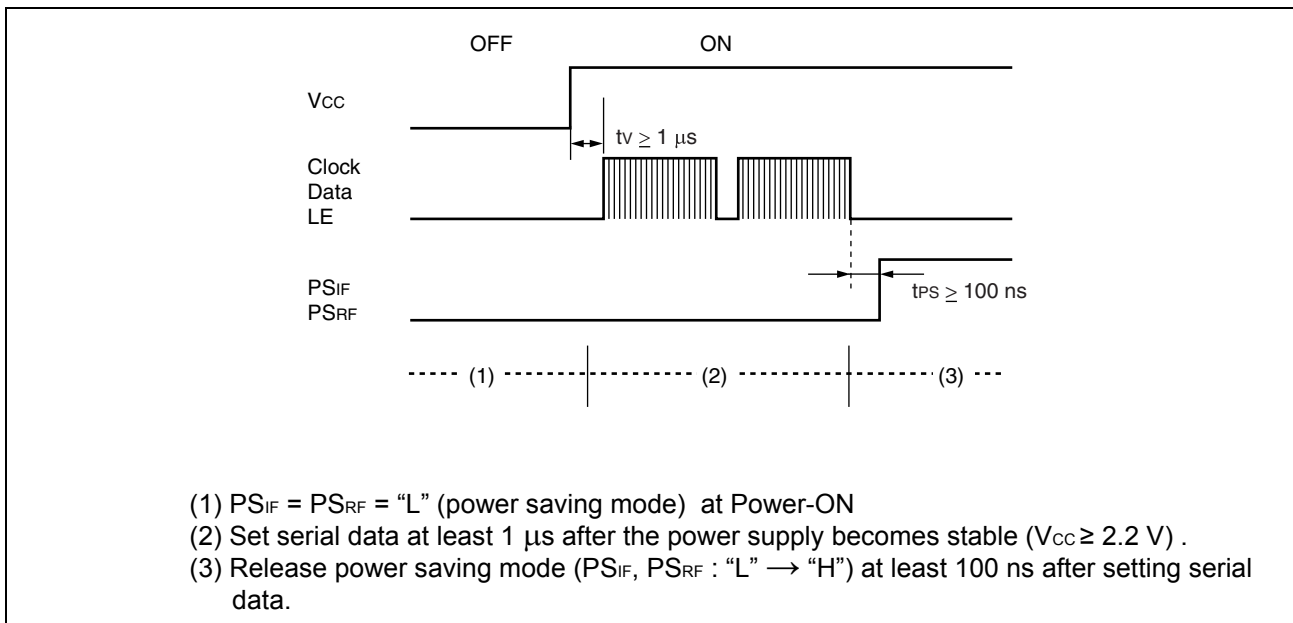 OFF ON
VCC
tV ≥ 1 μs
Clock
Data
LE
PSIF
PSRF
tPS ≥ 100 ns
(1) (2) (3)
(1) PSIF = PSRF = “L” (power saving mode) at Power-ON
(2) Set serial data at least 1 μs after the power supply becomes stable (VCC ≥ 2.2 V) .
(3) Release power saving mode (PSIF, PSRF : “L” → “H”) at least 100 ns after setting serial
data.